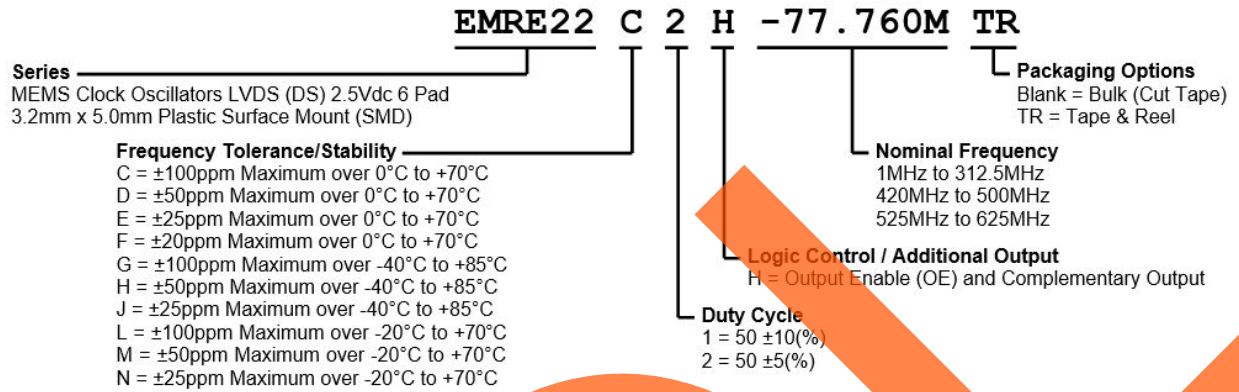 EMRE22 C 2 H -77.760M TR
Series
MEMS Clock Oscillators LVDS (DS) 2.5Vdc 6 Pad
3.2mm x 5.0mm Plastic Surface Mount (SMD)
Packaging Options
Blank = Bulk (Cut Tape)
TR = Tape & Reel
Frequency Tolerance/Stability
C = ±100ppm Maximum over 0°C to +70°C
D = ±50ppm Maximum over 0°C to +70°C
E = ±25ppm Maximum over 0°C to +70°C
F = ±20ppm Maximum over 0°C to +70°C
G = ±100ppm Maximum over -40°C to +85°C
H = ±50ppm Maximum over -40°C to +85°C
J = ±25ppm Maximum over -40°C to +85°C
L = ±100ppm Maximum over -20°C to +70°C
M = ±50ppm Maximum over -20°C to +70°C
N = ±25ppm Maximum over -20°C to +70°C
Nominal Frequency
1MHz to 312.5MHz
420MHz to 500MHz
525MHz to 625MHz
Logic Control / Additional Output
H = Output Enable (OE) and Complementary Output
Duty Cycle
1 = 50 ±10(%)
2 = 50 ±5(%)